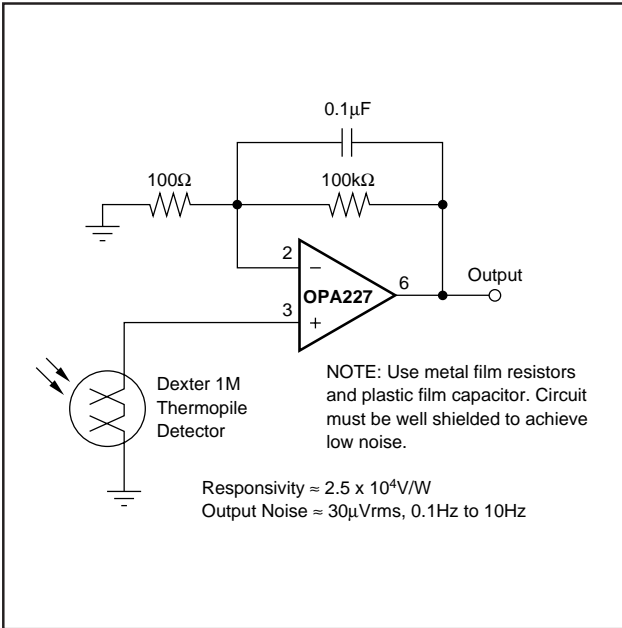 0.1µF
100Ω
100kΩ
2
−
OPA227
6
Output
3
+
Dexter 1M
Thermopile
Detector
NOTE: Use metal film resistors
and plastic film capacitor. Circuit
must be well shielded to achieve
low noise.
Responsivity ≈ 2.5 x 10⁴V/W
Output Noise ≈ 30µVrms, 0.1Hz to 10Hz